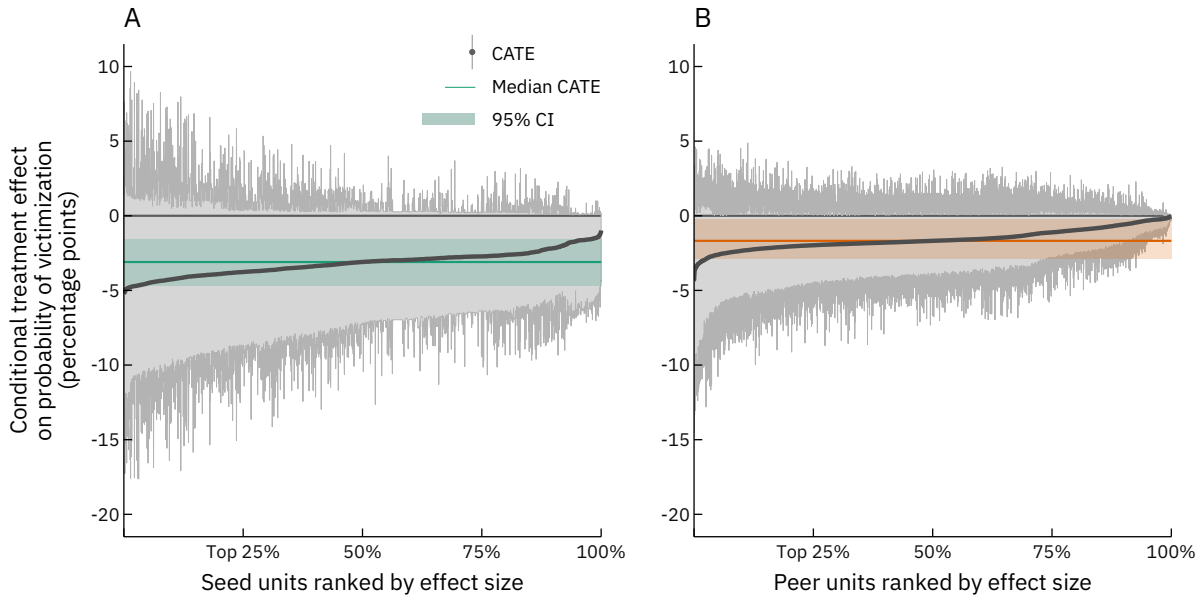 A
B
CATE
Median CATE
95% CI
Conditional treatment effect
on probability of victimization
(percentage points)
10
5
0
-5
-10
-15
-20
Top 25%
50%
75%
100%
Seed units ranked by effect size
10
5
0
-5
-10
-15
-20
Top 25%
50%
75%
100%
Peer units ranked by effect size